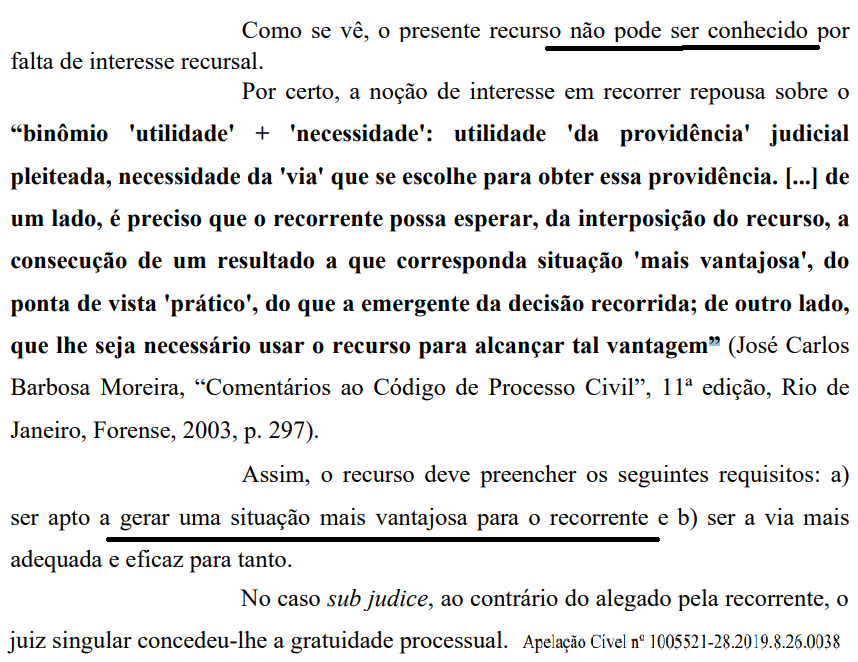 Como se vê, o presente recurso não pode ser conhecido por
falta de interesse recursal.
Por certo, a noção de interesse em recorrer repousa sobre o
“binômio 'utilidade' + 'necessidade': utilidade 'da providência' judicial
pleiteada, necessidade da 'via' que se escolhe para obter essa providência. [...] de
um lado, é preciso que o recorrente possa esperar, da interposição do recurso, a
consecução de um resultado a que corresponda situação 'mais vantajosa', do
ponta de vista 'prático', do que a emergente da decisão recorrida; de outro lado,
que lhe seja necessário usar o recurso para alcançar tal vantagem” (José Carlos
Barbosa Moreira, “Comentários ao Código de Processo Civil”, 11ª edição, Rio de
Janeiro, Forense, 2003, p. 297).
Assim, o recurso deve preencher os seguintes requisitos: a)
ser apto a gerar uma situação mais vantajosa para o recorrente e b) ser a via mais
adequada e eficaz para tanto.
No caso sub judice, ao contrário do alegado pela recorrente, o
juiz singular concedeu-lhe a gratuidade processual. Apelação Cível nº 1005521-28.2019.8.26.0038